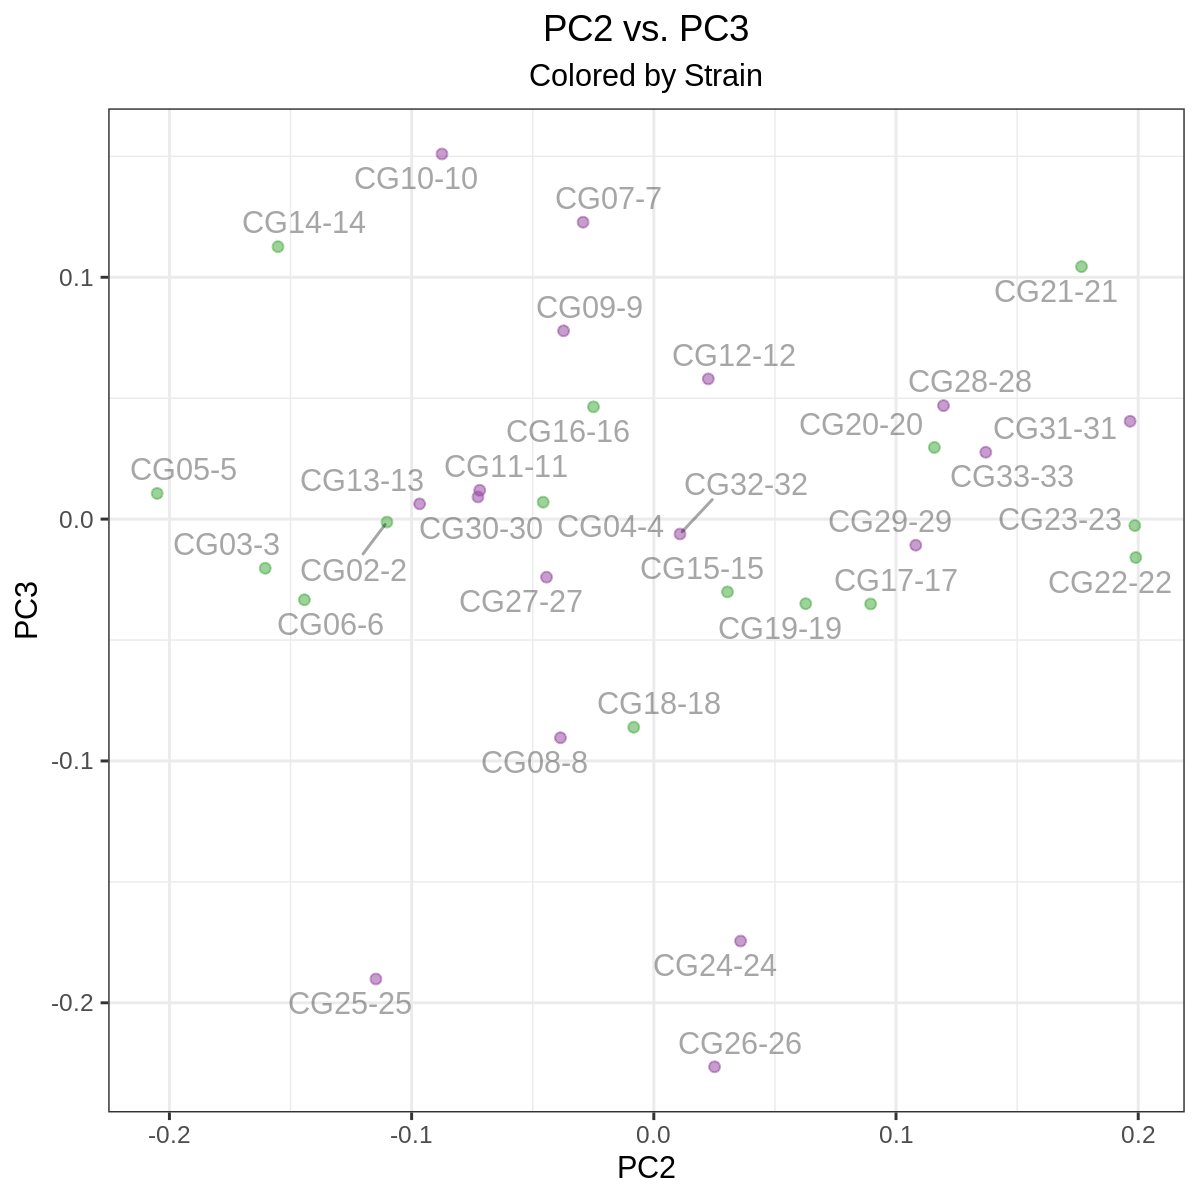 PC2 vs. PC3
Colored by Strain
CG10-10
CG07-7
CG14-14
0.1
CG21-21
CG09-9
CG12-12
CG28-28
CG20-20
CG31-31
CG16-16
CG05-5
CG13-13
CG11-11
CG33-33
CG32-32
0.0
CG30-30
CG04-4
CG29-29
CG23-23
CG03-3
CG02-2
CG15-15
CG17-17
CG22-22
CG27-27
PC3
CG06-6
CG19-19
CG18-18
-0.1
CG08-8
CG24-24
-0.2
CG25-25
CG26-26
-0.2
-0.1
0.0
0.1
0.2
PC2